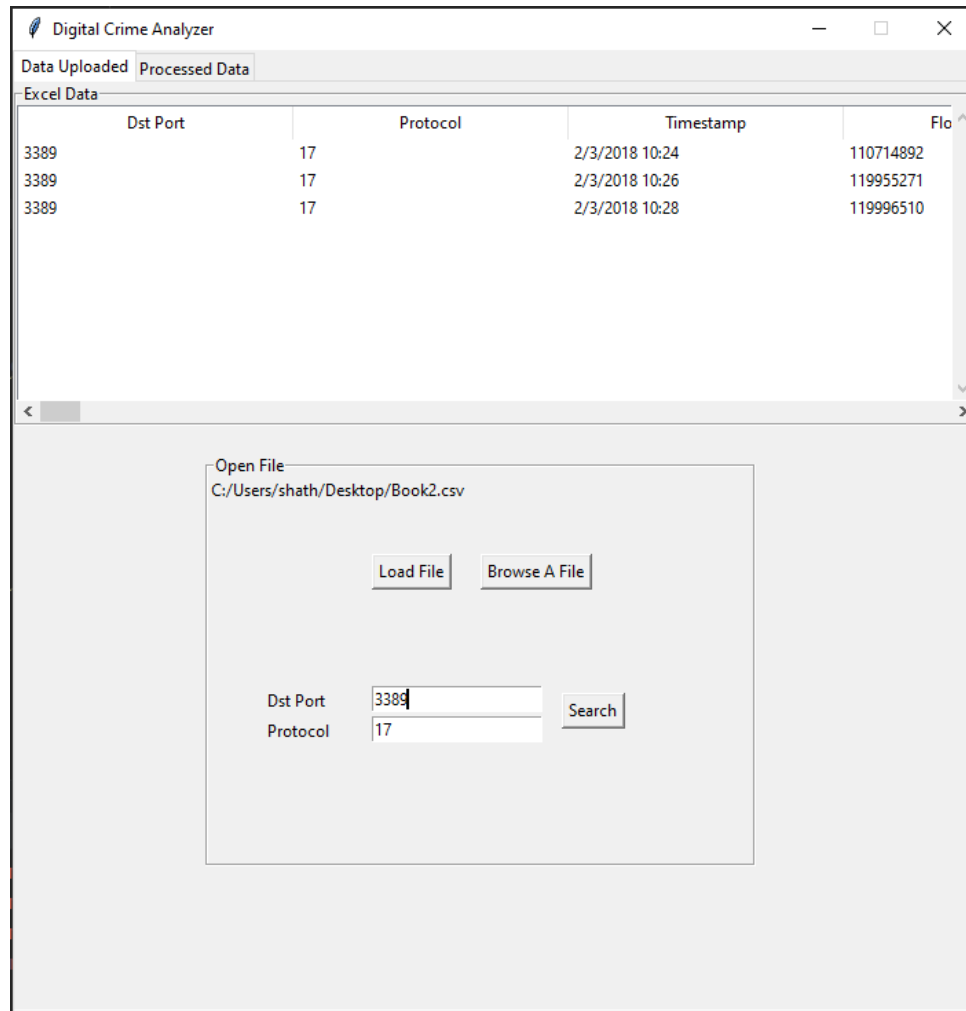 Digital Crime Analyzer
Data Uploaded Processed Data
Excel Data
Dst Port Protocol Timestamp Flo
3389 17 2/3/2018 10:24 110714892
3389 17 2/3/2018 10:26 119955271
3389 17 2/3/2018 10:28 119996510
Open File
C:/Users/shath/Desktop/Book2.csv
Load File Browse A File
Dst Port 3389
Search
Protocol 17